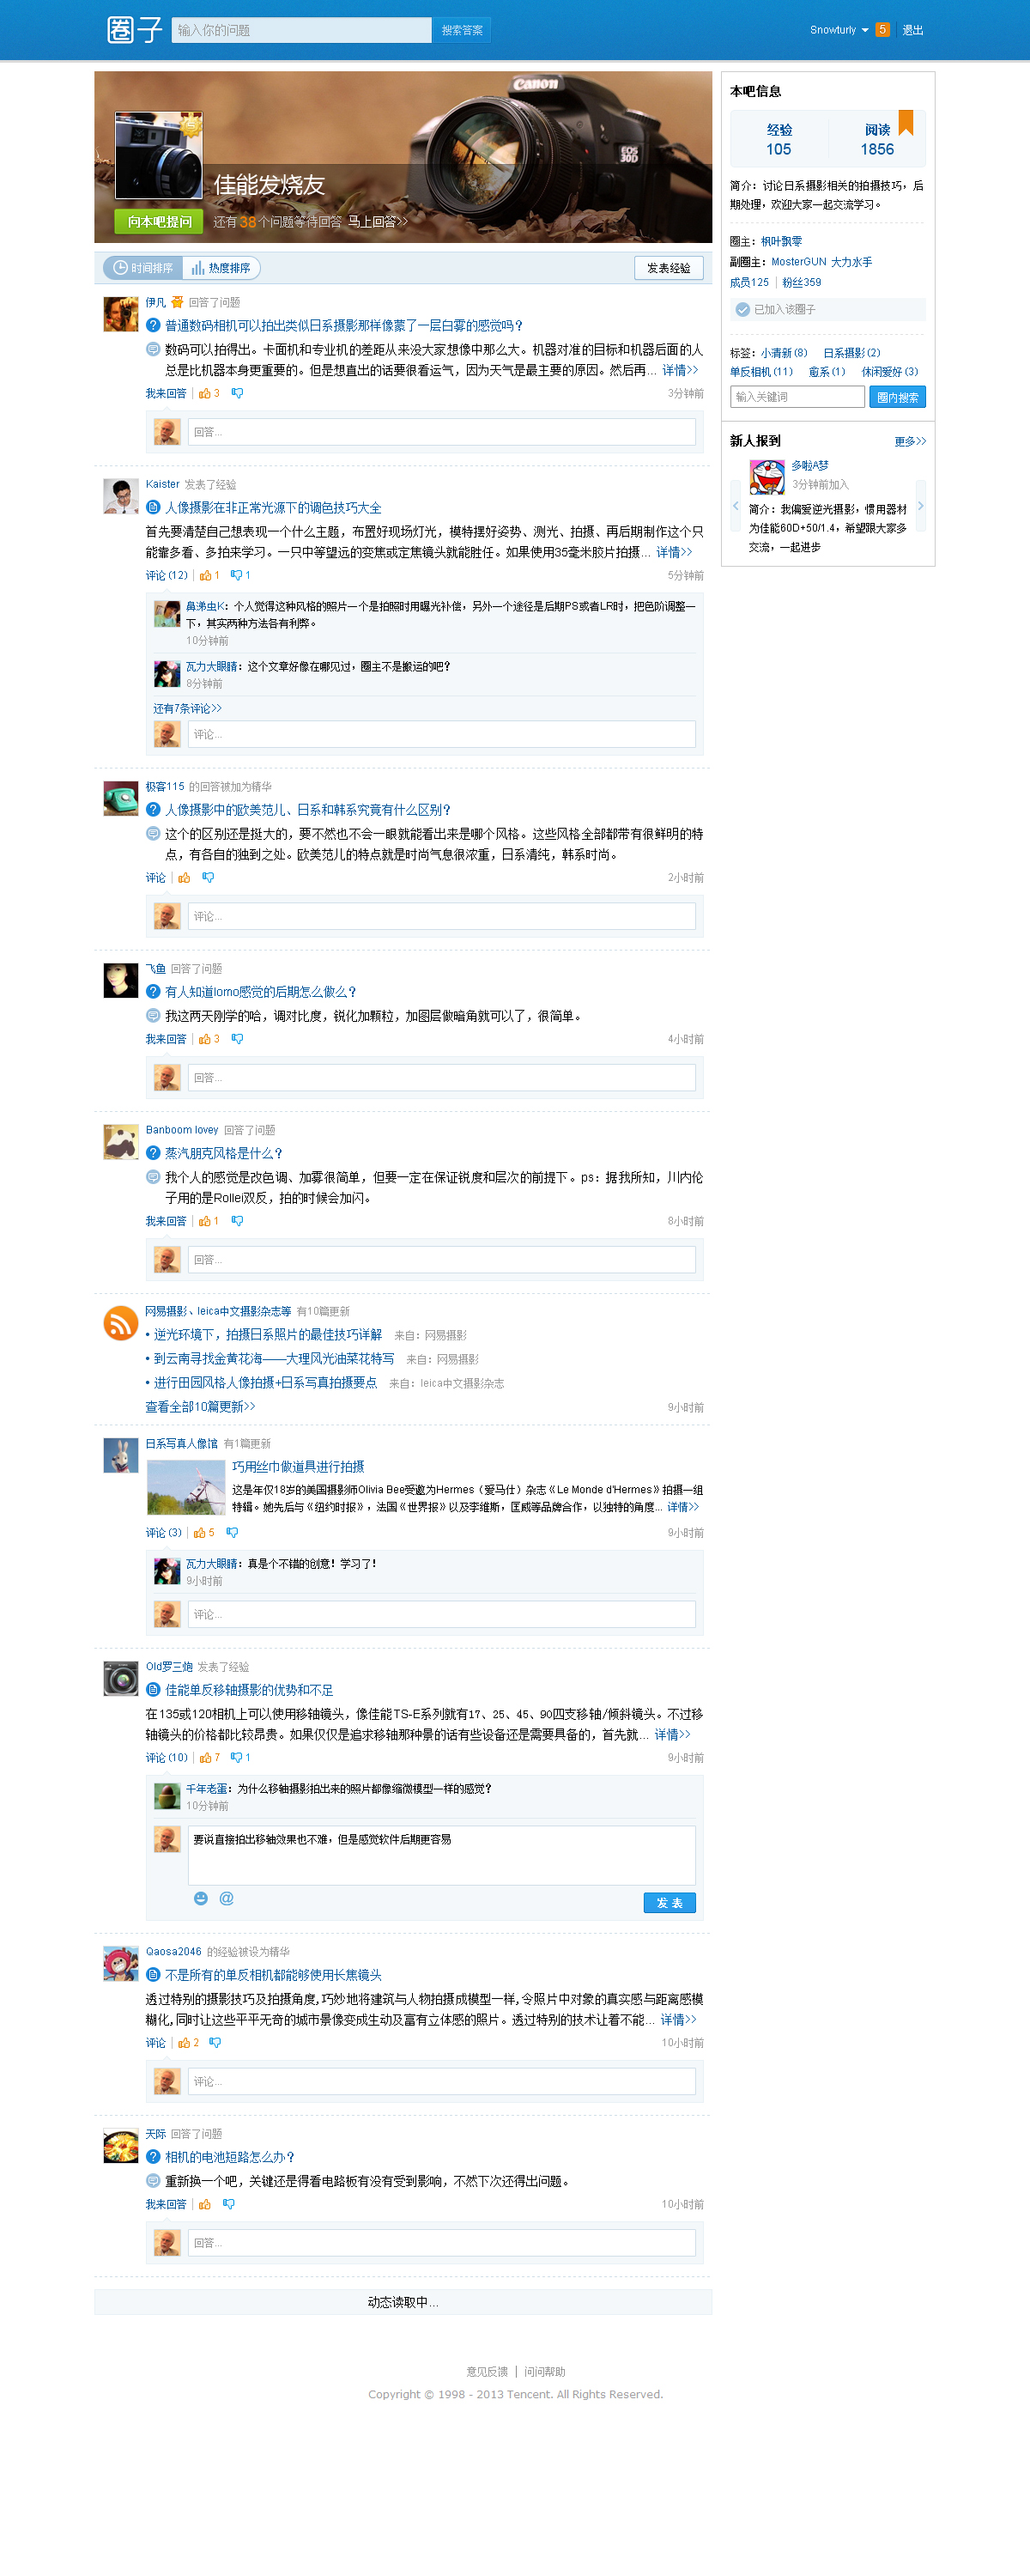 圈子 输入你的问题 搜索答案 Snowturly 5 退出
Canon
EOS
30D
佳能发烧友
向本吧提问 还有38个问题等待回答 马上回答>>
时间排序 热度排序 发表经验
伊凡 回答了问题
普通数码相机可以拍出类似日系摄影那样像蒙了一层白雾的感觉吗？
数码可以拍得出。卡面机和专业机的差距从来没大家想像中那么大。机器对准的目标和机器后面的人
总是比机器本身更重要的。但是想直出的话要很看运气，因为天气是最主要的原因。然后再... 详情>>
我来回答 3 3分钟前
回答...
Kaister 发表了经验
人像摄影在非正常光源下的调色技巧大全
首先要清楚自己想表现一个什么主题，布置好现场灯光，模特摆好姿势、测光、拍摄、再后期制作这个只
能靠多看、多拍来学习。一只中等望远的变焦或定焦镜头就能胜任。如果使用35毫米胶片拍摄... 详情>>
评论(12) 1 1 5分钟前
鼻涕虫K：个人觉得这种风格的照片一个是拍照时用曝光补偿，另外一个途径是后期PS或者LR时，把色阶调整一
下，其实两种方法各有利弊。
10分钟前
瓦力大眼睛：这个文章好像在哪见过，圈主不是搬运的吧？
8分钟前
还有7条评论>>
评论...
极客115 的回答被加为精华
人像摄影中的欧美范儿、日系和韩系究竟有什么区别？
这个的区别还是挺大的，要不然也不会一眼就能看出来是哪个风格。这些风格全部都带有很鲜明的特
点，有各自的独到之处。欧美范儿的特点就是时尚气息很浓重，日系清纯，韩系时尚。
评论 2小时前
评论...
飞鱼 回答了问题
有人知道lomo感觉的后期怎么做么？
我这两天刚学的哈，调对比度，锐化加颗粒，加图层做暗角就可以了，很简单。
我来回答 3 4小时前
回答...
Banboom lovey 回答了问题
蒸汽朋克风格是什么？
我个人的感觉是改色调、加雾很简单，但要一定在保证锐度和层次的前提下。ps：据我所知，川内伦
子用的是Rollei双反，拍的时候会加闪。
我来回答 1 8小时前
回答...
网易摄影、leica中文摄影杂志等 有10篇更新
• 逆光环境下，拍摄日系照片的最佳技巧详解 来自：网易摄影
• 到云南寻找金黄花海——大理风光油菜花特写 来自：网易摄影
• 进行田园风格人像拍摄+日系写真拍摄要点 来自：leica中文摄影杂志
查看全部10篇更新>> 9小时前
日系写真人像馆 有1篇更新
巧用丝巾做道具进行拍摄
这是年仅18岁的美国摄影师Olivia Bee受邀为Hermes（爱马仕）杂志《Le Monde d'Hermes》拍摄一组
特辑。她先后与《纽约时报》，法国《世界报》以及李维斯，匡威等品牌合作，以独特的角度... 详情>>
评论(3) 5 9小时前
瓦力大眼睛：真是个不错的创意！学习了！
9小时前
评论...
Old罗三炮 发表了经验
佳能单反移轴摄影的优势和不足
在135或120相机上可以使用移轴镜头，像佳能TS-E系列就有17、25、45、90四支移轴/倾斜镜头。不过移
轴镜头的价格都比较昂贵。如果仅仅是追求移轴那种景的话有些设备还是需要具备的，首先就... 详情>>
评论(10) 7 1 9小时前
千年老蛋：为什么移轴摄影拍出来的照片都像缩微模型一样的感觉？
10分钟前
要说直接拍出移轴效果也不难，但是感觉软件后期更容易
@ 发表
Qaosa2046 的经验被设为精华
不是所有的单反相机都能够使用长焦镜头
透过特别的摄影技巧及拍摄角度,巧妙地将建筑与人物拍摄成模型一样,令照片中对象的真实感与距离感模
糊化,同时让这些平平无奇的城市景像变成生动及富有立体感的照片。透过特别的技术让看不能... 详情>>
评论 2 10小时前
评论...
天际 回答了问题
相机的电池短路怎么办？
重新换一个吧，关键还是得看电路板有没有受到影响，不然下次还得出问题。
我来回答 10小时前
回答...
动态读取中...
本吧信息
经验 阅读
105 1856
简介：讨论日系摄影相关的拍摄技巧，后
期处理，欢迎大家一起交流学习。
圈主：枫叶飘零
副圈主：MosterGUN 大力水手
成员125 粉丝359
已加入该圈子
标签：小清新(8) 日系摄影(2)
单反相机(11) 愈系(1) 休闲爱好(3)
输入关键词 圈内搜索
新人报到 更多>>
多啦A梦
3分钟前加入
简介：我偏爱逆光摄影，惯用器材
为佳能60D+50/1.4，希望跟大家多
交流，一起进步
意见反馈 | 问问帮助
Copyright © 1998 - 2013 Tencent. All Rights Reserved.